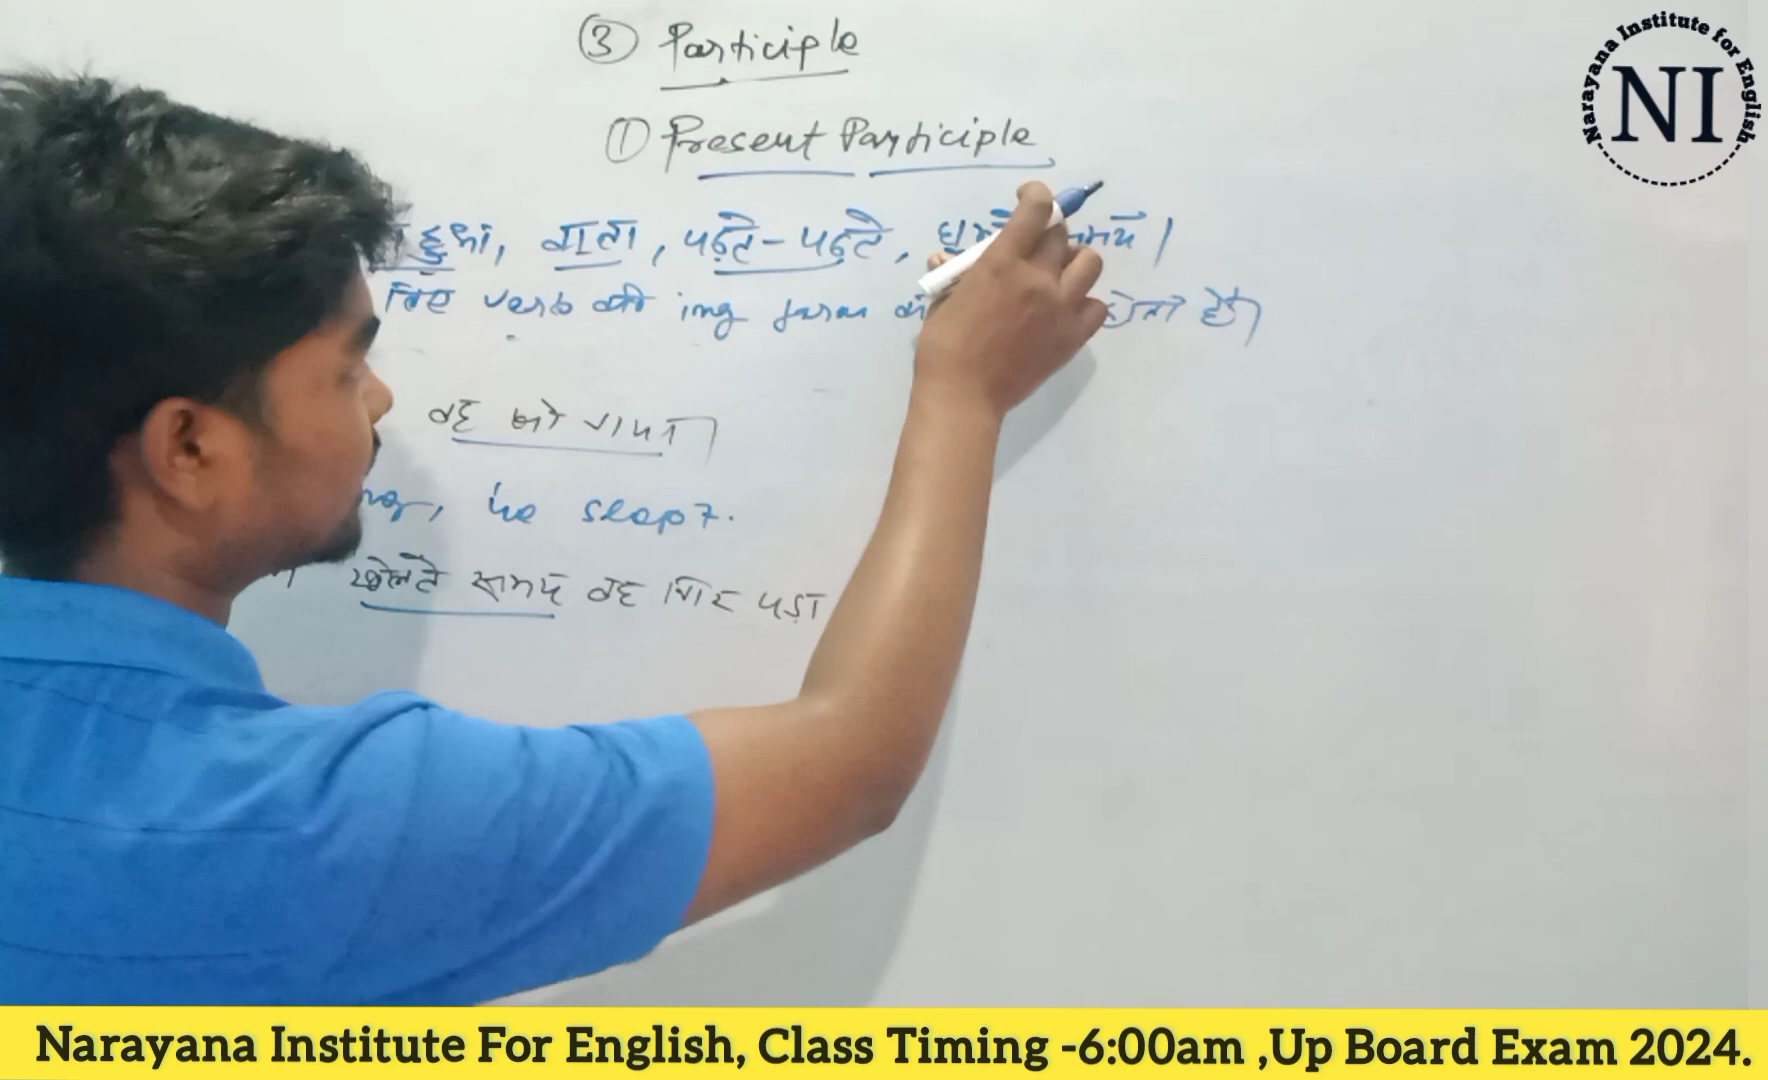 ③ Participle
① Present Participle
हुआ, वाला, पढ़ते-पढ़ते,
लिए verb की ing form का होता है।
वह सो गया।
ing, he slept.
खेलते समय वह गिर पड़ा
Narayana Institute for English
NI
Narayana Institute For English, Class Timing -6:00am ,Up Board Exam 2024.